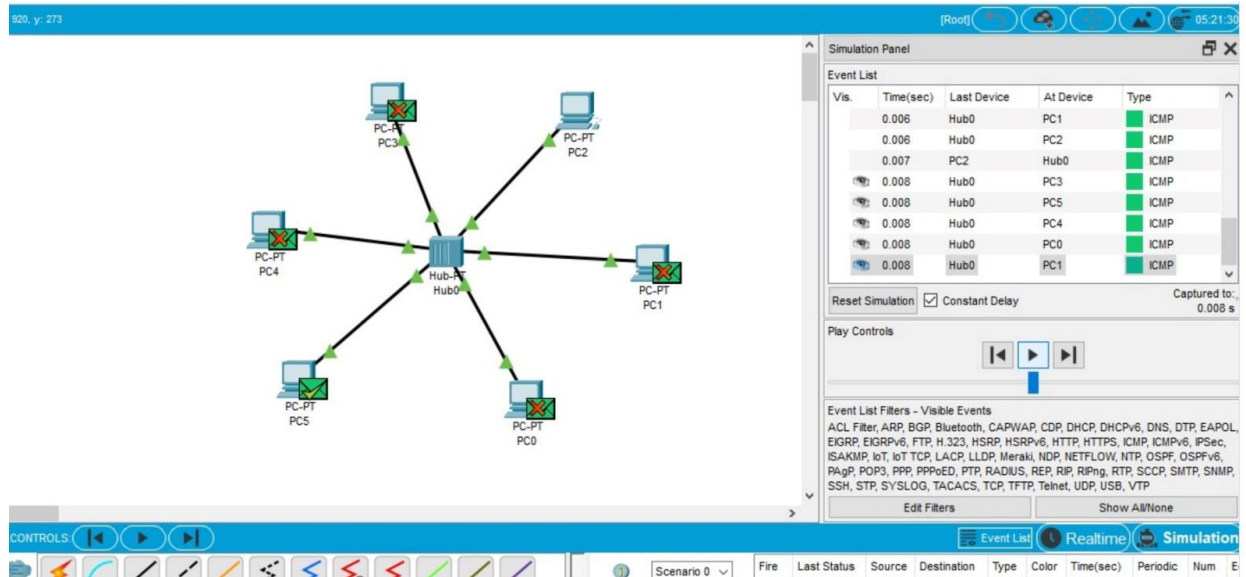 920, y: 273
[Root]
05:21:30
Simulation Panel
Event List
Vis. Time(sec) Last Device At Device Type
0.006 Hub0 PC1 ICMP
0.006 Hub0 PC2 ICMP
0.007 PC2 Hub0 ICMP
0.008 Hub0 PC3 ICMP
0.008 Hub0 PC5 ICMP
0.008 Hub0 PC4 ICMP
0.008 Hub0 PC0 ICMP
0.008 Hub0 PC1 ICMP
Reset Simulation Constant Delay
Captured to:
0.008 s
Play Controls
Event List Filters - Visible Events
ACL Filter, ARP, BGP, Bluetooth, CAPWAP, CDP, DHCP, DHCPv6, DNS, DTP, EAPOL,
EIGRP, EIGRPv6, FTP, H.323, HSRP, HSRPv6, HTTP, HTTPS, ICMP, ICMPv6, IPSec,
ISAKMP, IoT, IoT TCP, LACP, LLDP, Meraki, NDP, NETFLOW, NTP, OSPF, OSPFv6,
PAgP, POP3, PPP, PPPoED, PTP, RADIUS, REP, RIP, RIPng, RTP, SCCP, SMTP, SNMP,
SSH, STP, SYSLOG, TACACS, TCP, TFTP, Telnet, UDP, USB, VTP
Edit Filters Show All/None
PC-PT
PC3
PC-PT
PC2
PC-PT
PC4
Hub-PT
Hub0
PC-PT
PC1
PC-PT
PC5
PC-PT
PC0
CONTROLS:
Event List
Realtime
Simulation
Scenario 0
Fire Last Status Source Destination Type Color Time(sec) Periodic Num